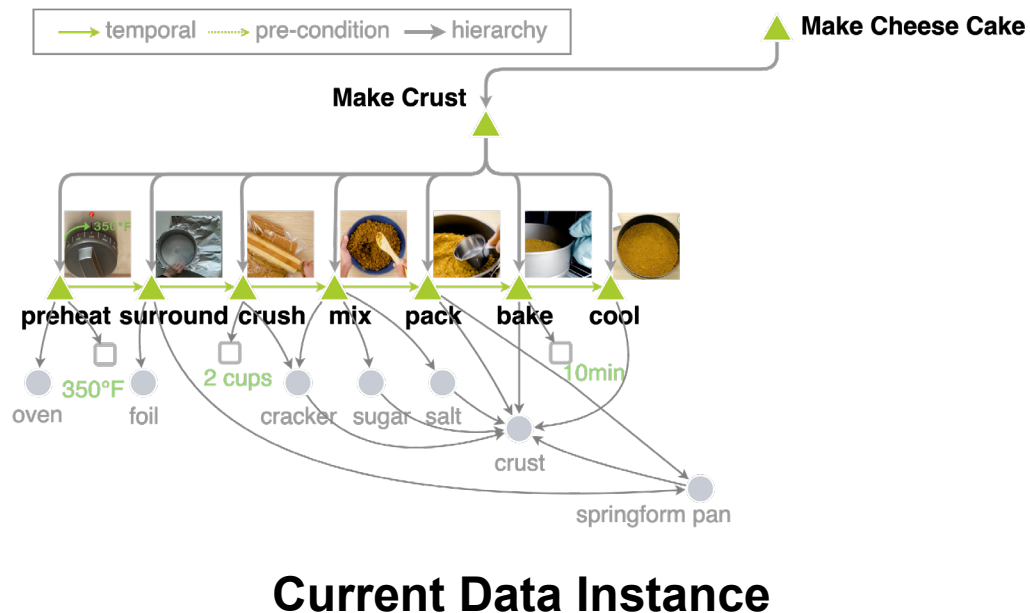 temporal pre-condition hierarchy
Make Cheese Cake
Make Crust
350°F
preheat surround crush mix pack bake cool
350°F
2 cups
10min
oven foil cracker sugar salt
crust
springform pan
Current Data Instance